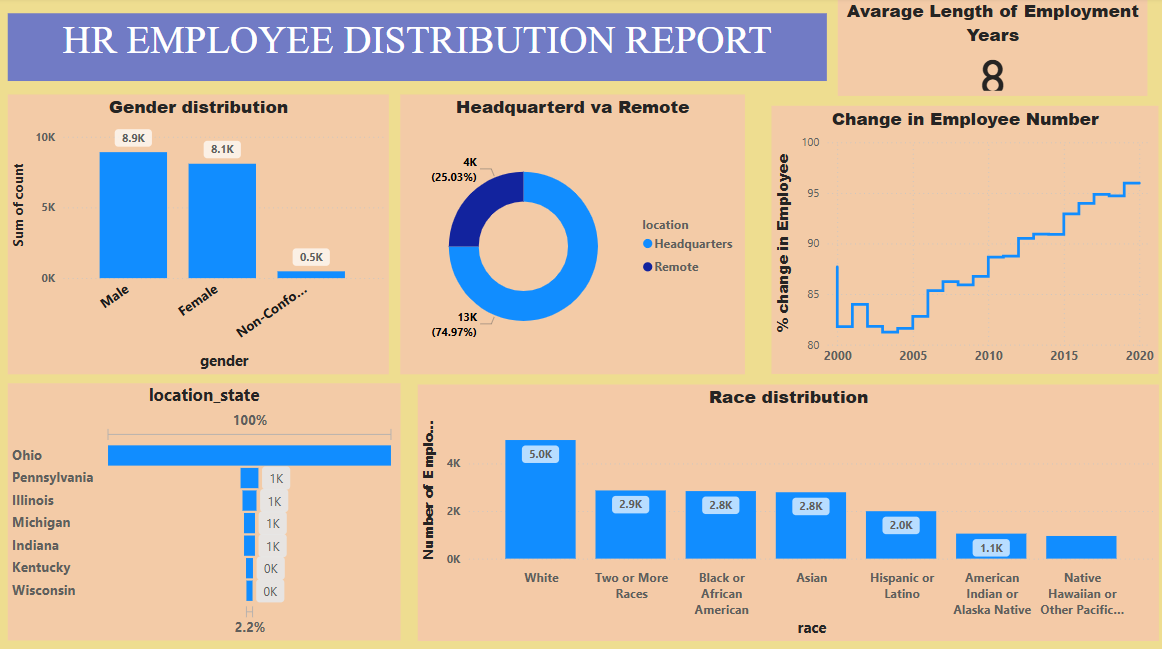 HR EMPLOYEE DISTRIBUTION REPORT
Avarage Length of Employment
Years
8
Gender distribution
10K
5K
0K
Sum of count
8.9K
8.1K
0.5K
Male
Female
Non-Confo...
gender
Headquarterd va Remote
4K
(25.03%)
13K
(74.97%)
location
Headquarters
Remote
Change in Employee Number
% change in Employee
100
95
90
85
80
2000
2005
2010
2015
2020
location_state
100%
Ohio
Pennsylvania
1K
Illinois
1K
Michigan
1K
Indiana
1K
Kentucky
0K
Wisconsin
0K
2.2%
Race distribution
Number of Emplo...
4K
2K
0K
5.0K
2.9K
2.8K
2.8K
2.0K
1.1K
White
Two or More
Races
Black or
African
American
Asian
Hispanic or
Latino
American
Indian or
Alaska Native
Native
Hawaiian or
Other Pacific...
race